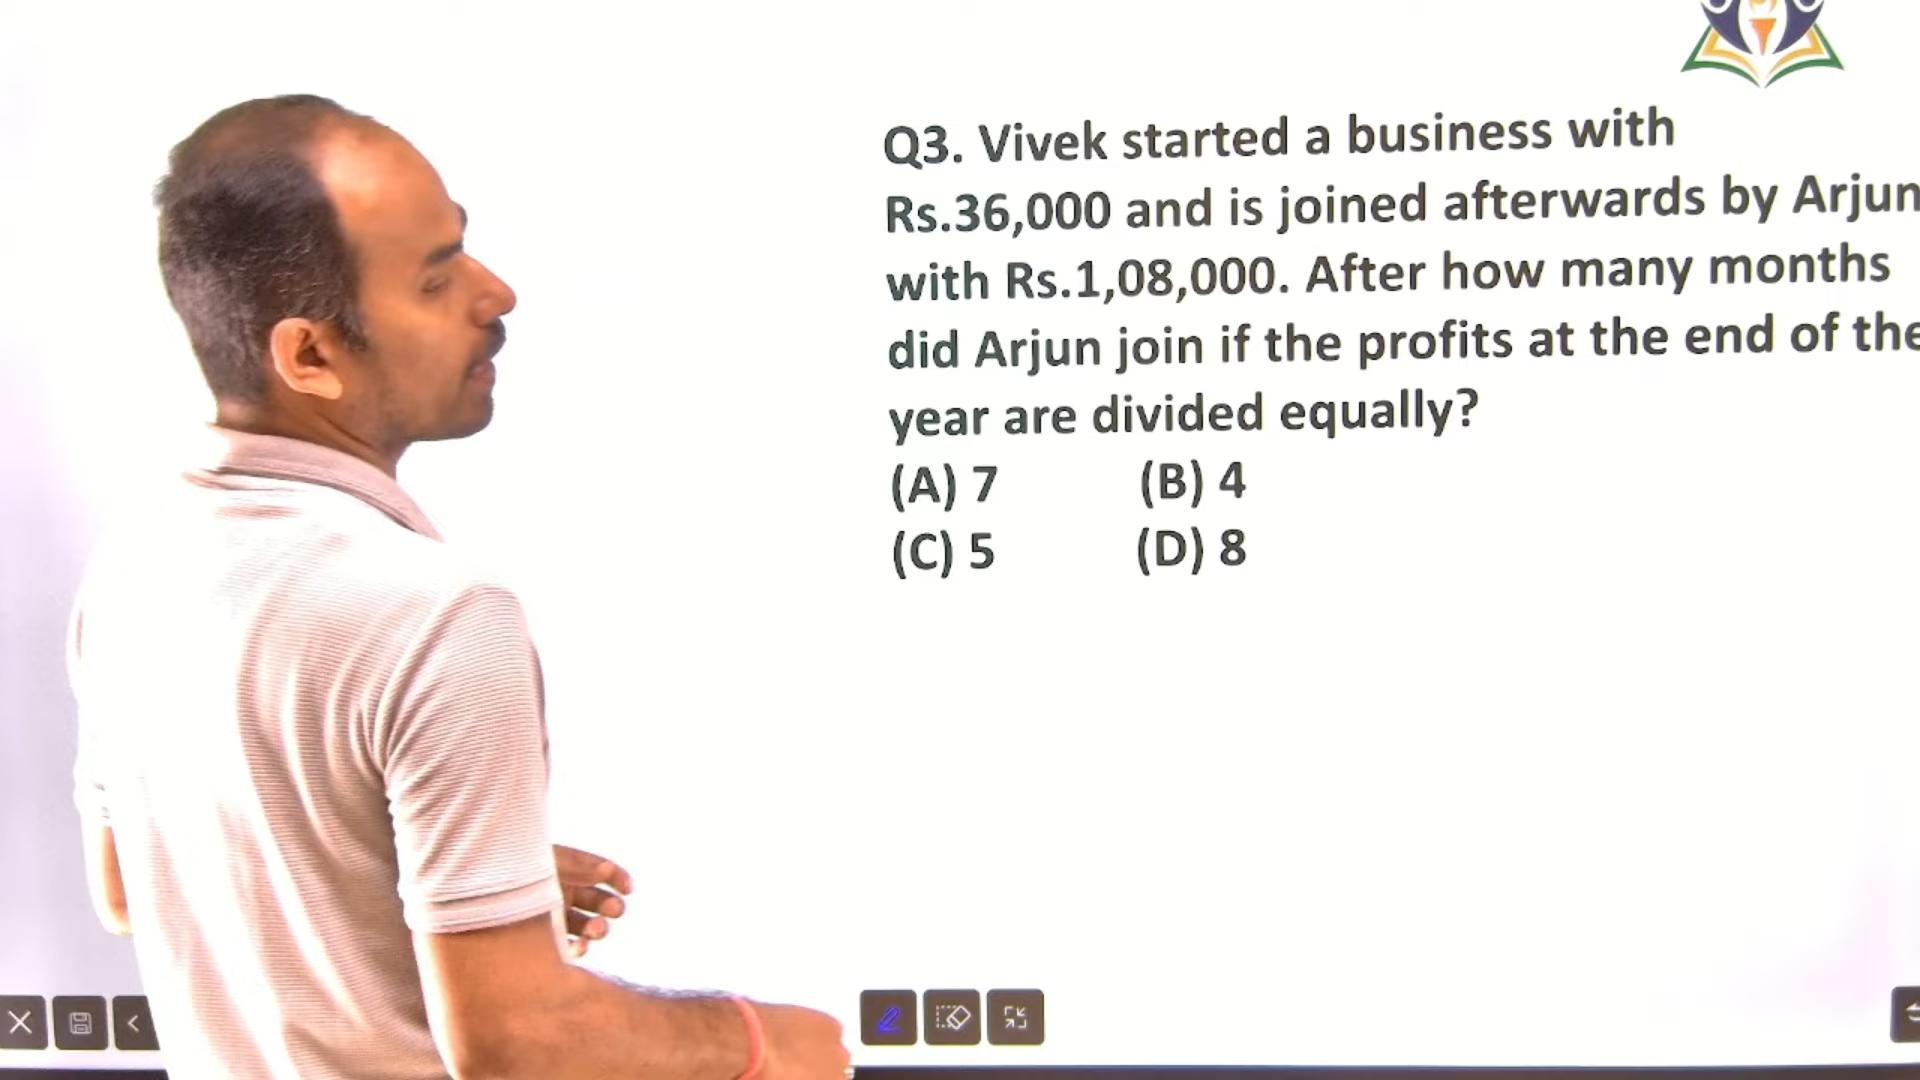 Q3. Vivek started a business with
Rs.36,000 and is joined afterwards by Arjun
with Rs.1,08,000. After how many months
did Arjun join if the profits at the end of the
year are divided equally?
(A) 7 (B) 4
(C) 5 (D) 8